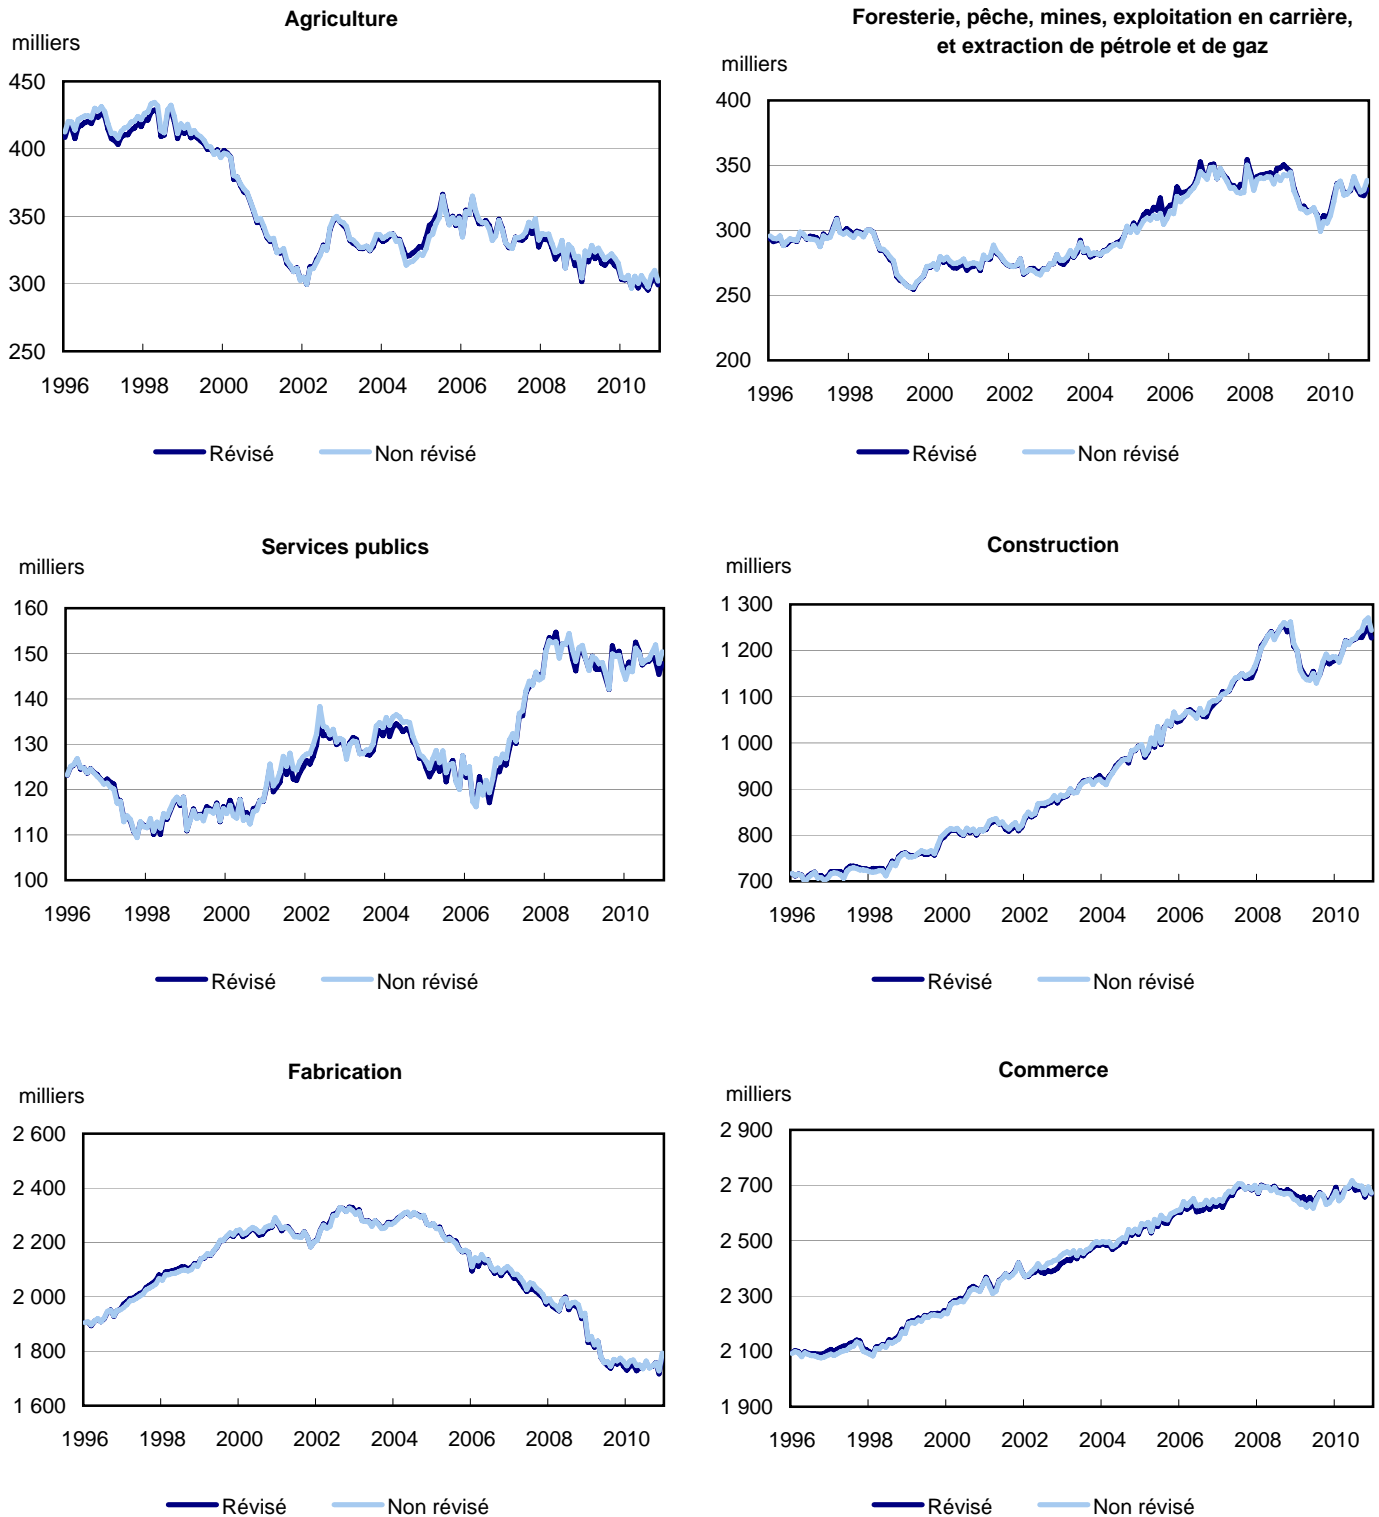 Agriculture
milliers
450
400
350
300
250
1996 1998 2000 2002 2004 2006 2008 2010
Révisé Non révisé
Foresterie, pêche, mines, exploitation en carrière,
et extraction de pétrole et de gaz
milliers
400
350
300
250
200
1996 1998 2000 2002 2004 2006 2008 2010
Révisé Non révisé
Services publics
milliers
160
150
140
130
120
110
100
1996 1998 2000 2002 2004 2006 2008 2010
Révisé Non révisé
Construction
milliers
1 300
1 200
1 100
1 000
900
800
700
1996 1998 2000 2002 2004 2006 2008 2010
Révisé Non révisé
Fabrication
milliers
2 600
2 400
2 200
2 000
1 800
1 600
1996 1998 2000 2002 2004 2006 2008 2010
Révisé Non révisé
Commerce
milliers
2 900
2 700
2 500
2 300
2 100
1 900
1996 1998 2000 2002 2004 2006 2008 2010
Révisé Non révisé